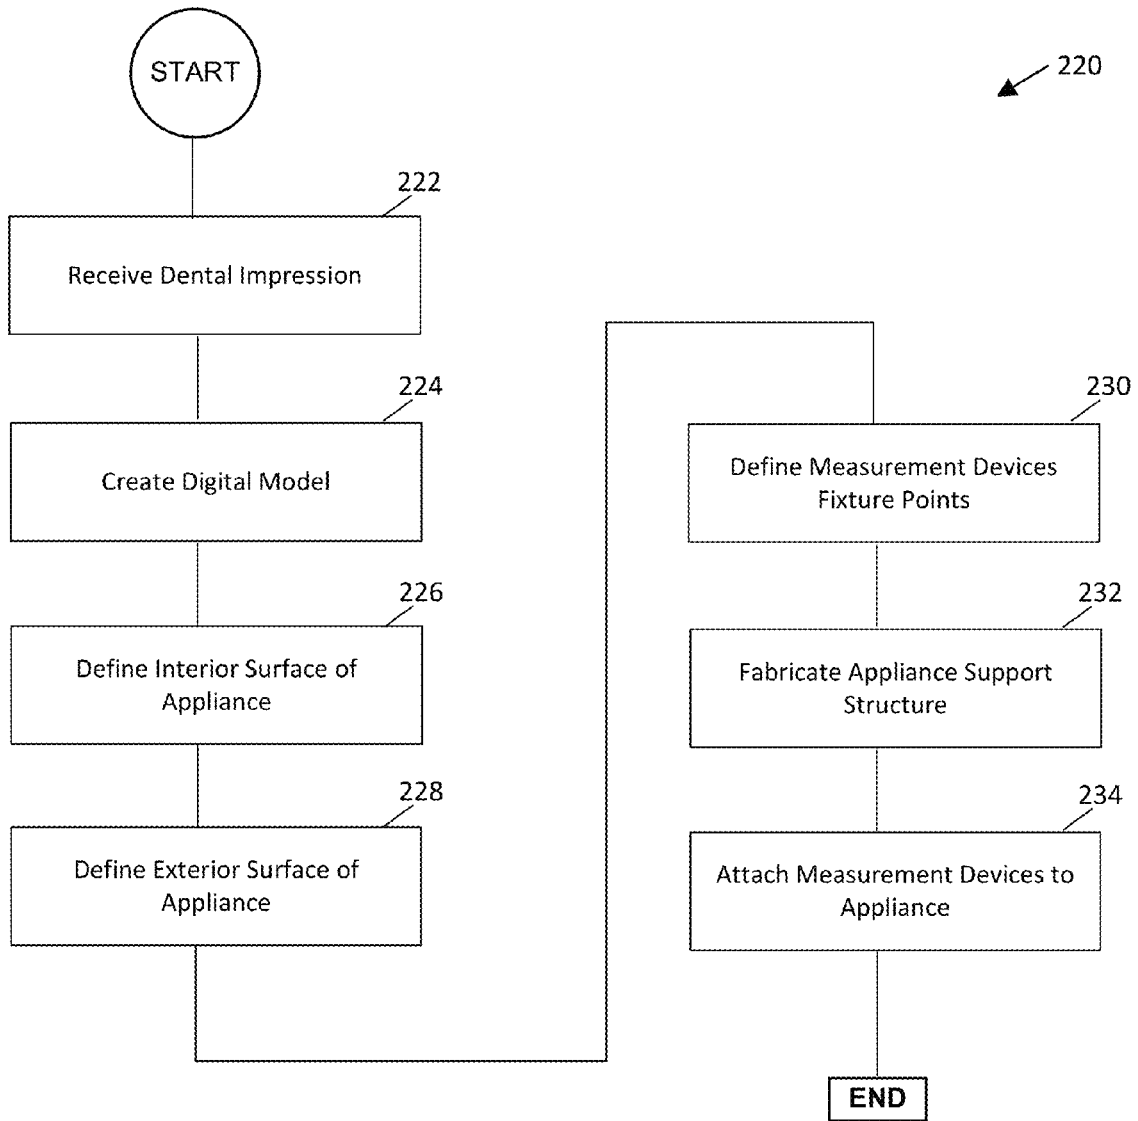 START
220
222
Receive Dental Impression
224
Create Digital Model
226
Define Interior Surface of
Appliance
228
Define Exterior Surface of
Appliance
230
Define Measurement Devices
Fixture Points
232
Fabricate Appliance Support
Structure
234
Attach Measurement Devices to
Appliance
END